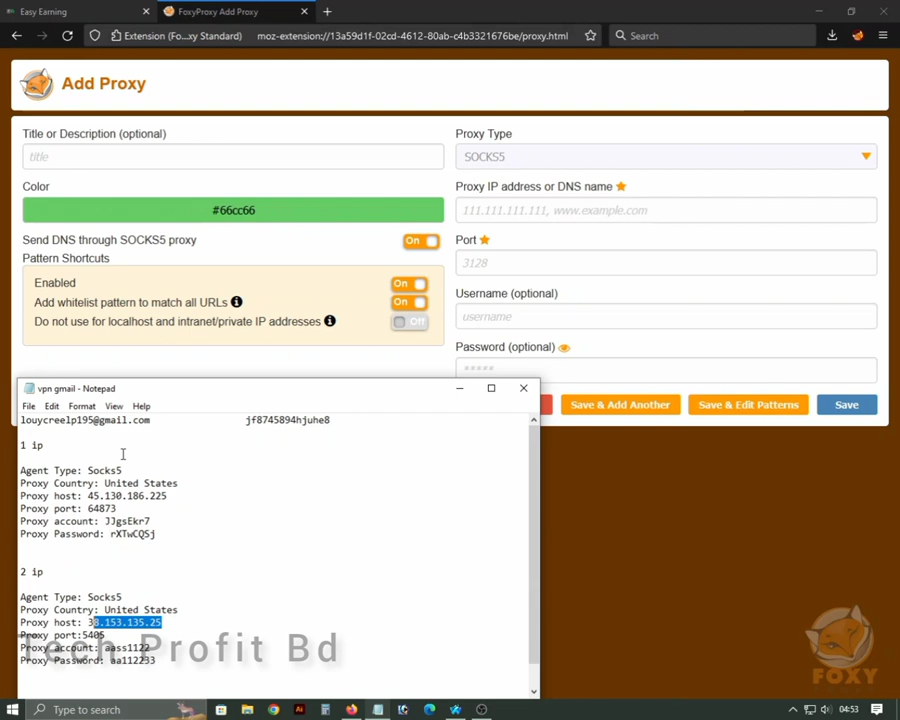 Easy Earning
FoxyProxy Add Proxy
Extension (Fo...xy Standard)
moz-extension://13a59d1f-02cd-4612-80ab-c4b3321676be/proxy.html
Search
Add Proxy
Title or Description (optional)
title
Color
#66cc66
Send DNS through SOCKS5 proxy
On
Pattern Shortcuts
Enabled
On
Add whitelist pattern to match all URLs
On
Do not use for localhost and intranet/private IP addresses
Off
Proxy Type
SOCKS5
Proxy IP address or DNS name
111.111.111.111, www.example.com
Port
3128
Username (optional)
username
Password (optional)
*****
Save & Add Another
Save & Edit Patterns
Save
vpn gmail - Notepad
File Edit Format View Help
louycreelp195@gmail.com jf8745894hjuhe8
1 ip
Agent Type: Socks5
Proxy Country: United States
Proxy host: 45.130.186.225
Proxy port: 64873
Proxy account: JJgsEkr7
Proxy Password: rXTwCQSj
2 ip
Agent Type: Socks5
Proxy Country: United States
Proxy host: 38.153.135.25
Proxy port:5405
Proxy account: aass1122
Proxy Password: aa112233
Tech Profit Bd
FOXY
Type to search
04:53